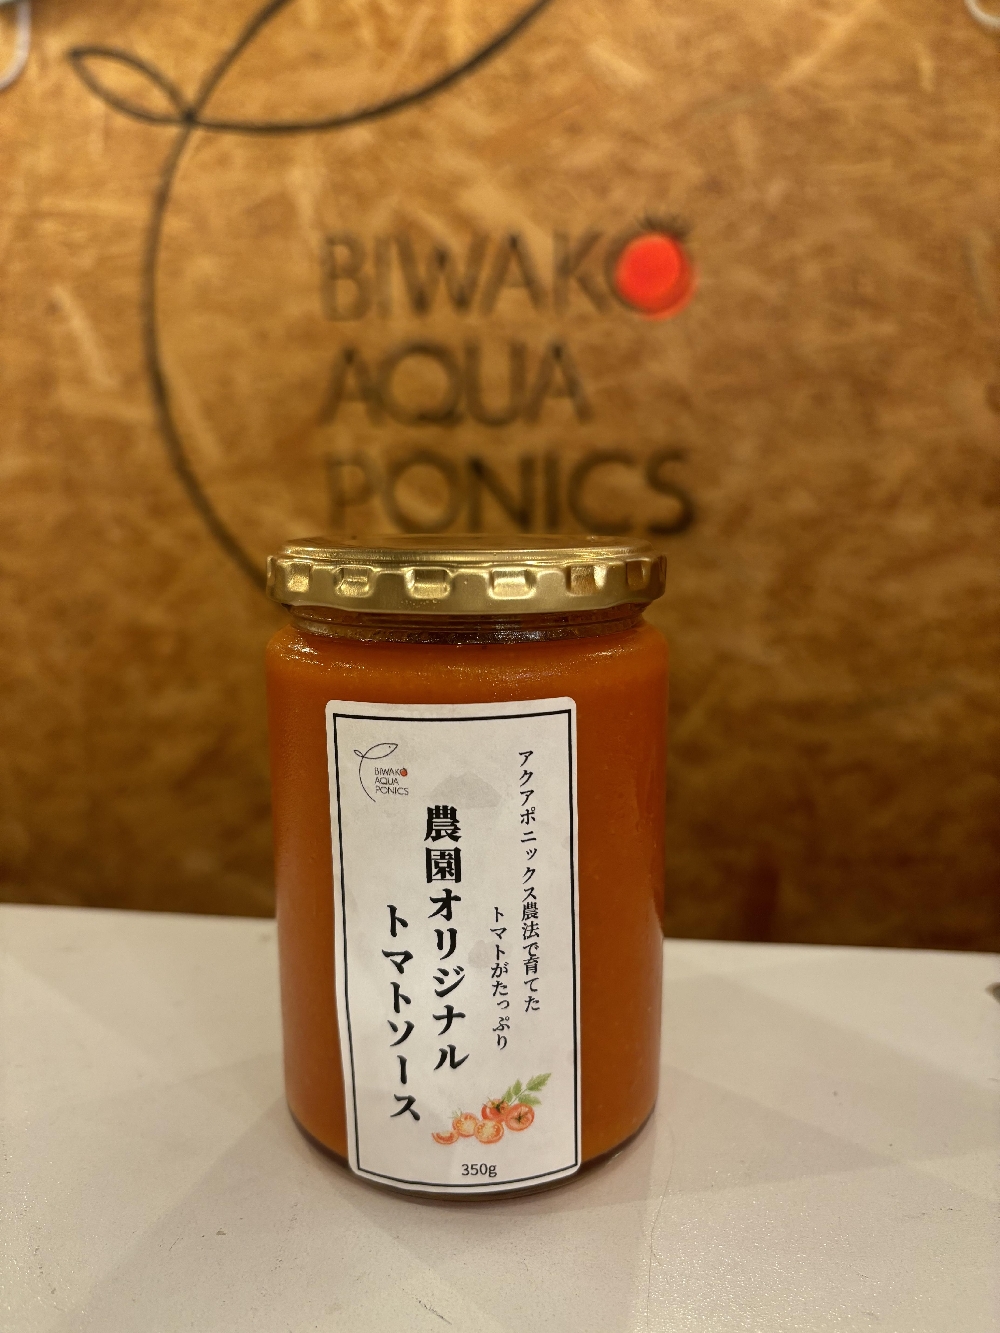 BIWAKO
AQUA
PONICS
BIWAKO
AQUA
PONICS
アクアポニックス農法で育てた
トマトがたっぷり
農園オリジナル
トマトソース
350g